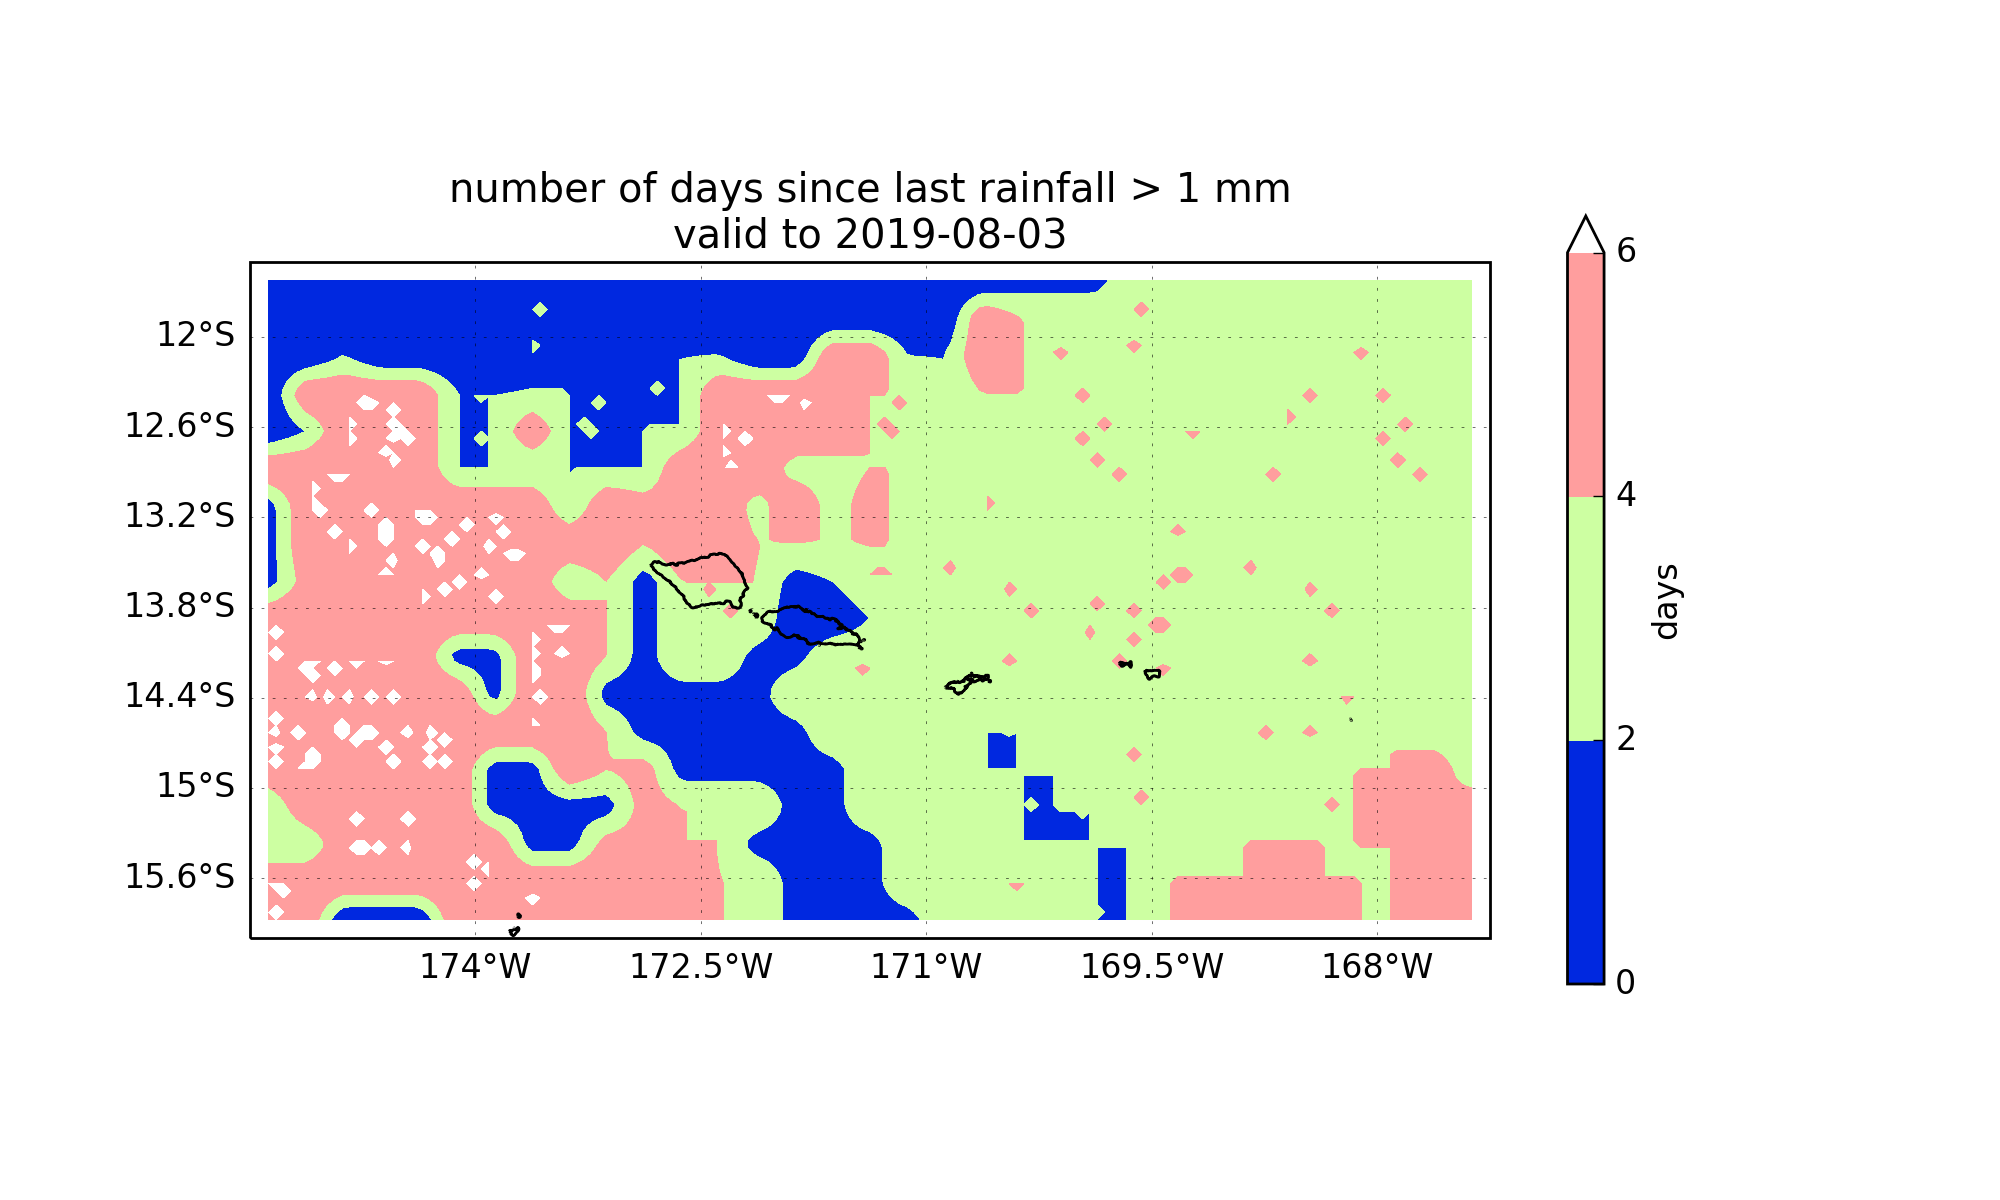 number of days since last rainfall > 1 mm
valid to 2019-08-03
12°S
12.6°S
13.2°S
13.8°S
14.4°S
15°S
15.6°S
174°W
172.5°W
171°W
169.5°W
168°W
6
4
2
0
days